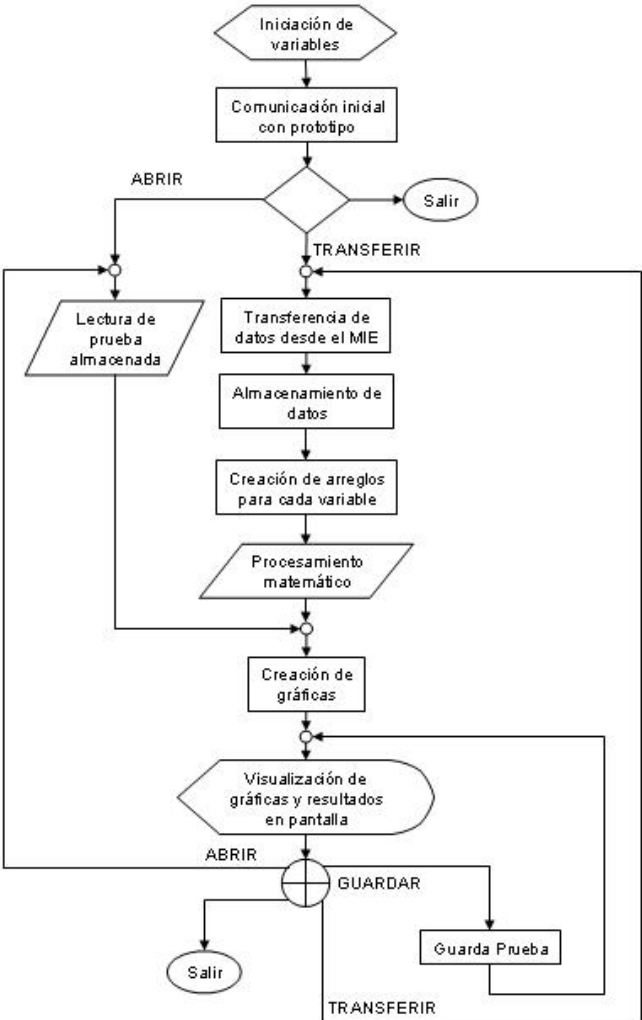 Iniciación de
variables
Comunicación inicial
con prototipo
ABRIR
Salir
TRANSFERIR
Lectura de
prueba
almacenada
Transferencia de
datos desde el MIE
Almacenamiento de
datos
Creación de arreglos
para cada variable
Procesamiento
matemático
Creación de
gráficas
Visualización de
gráficas y resultados
en pantalla
ABRIR
GUARDAR
Guarda Prueba
Salir
TRANSFERIR